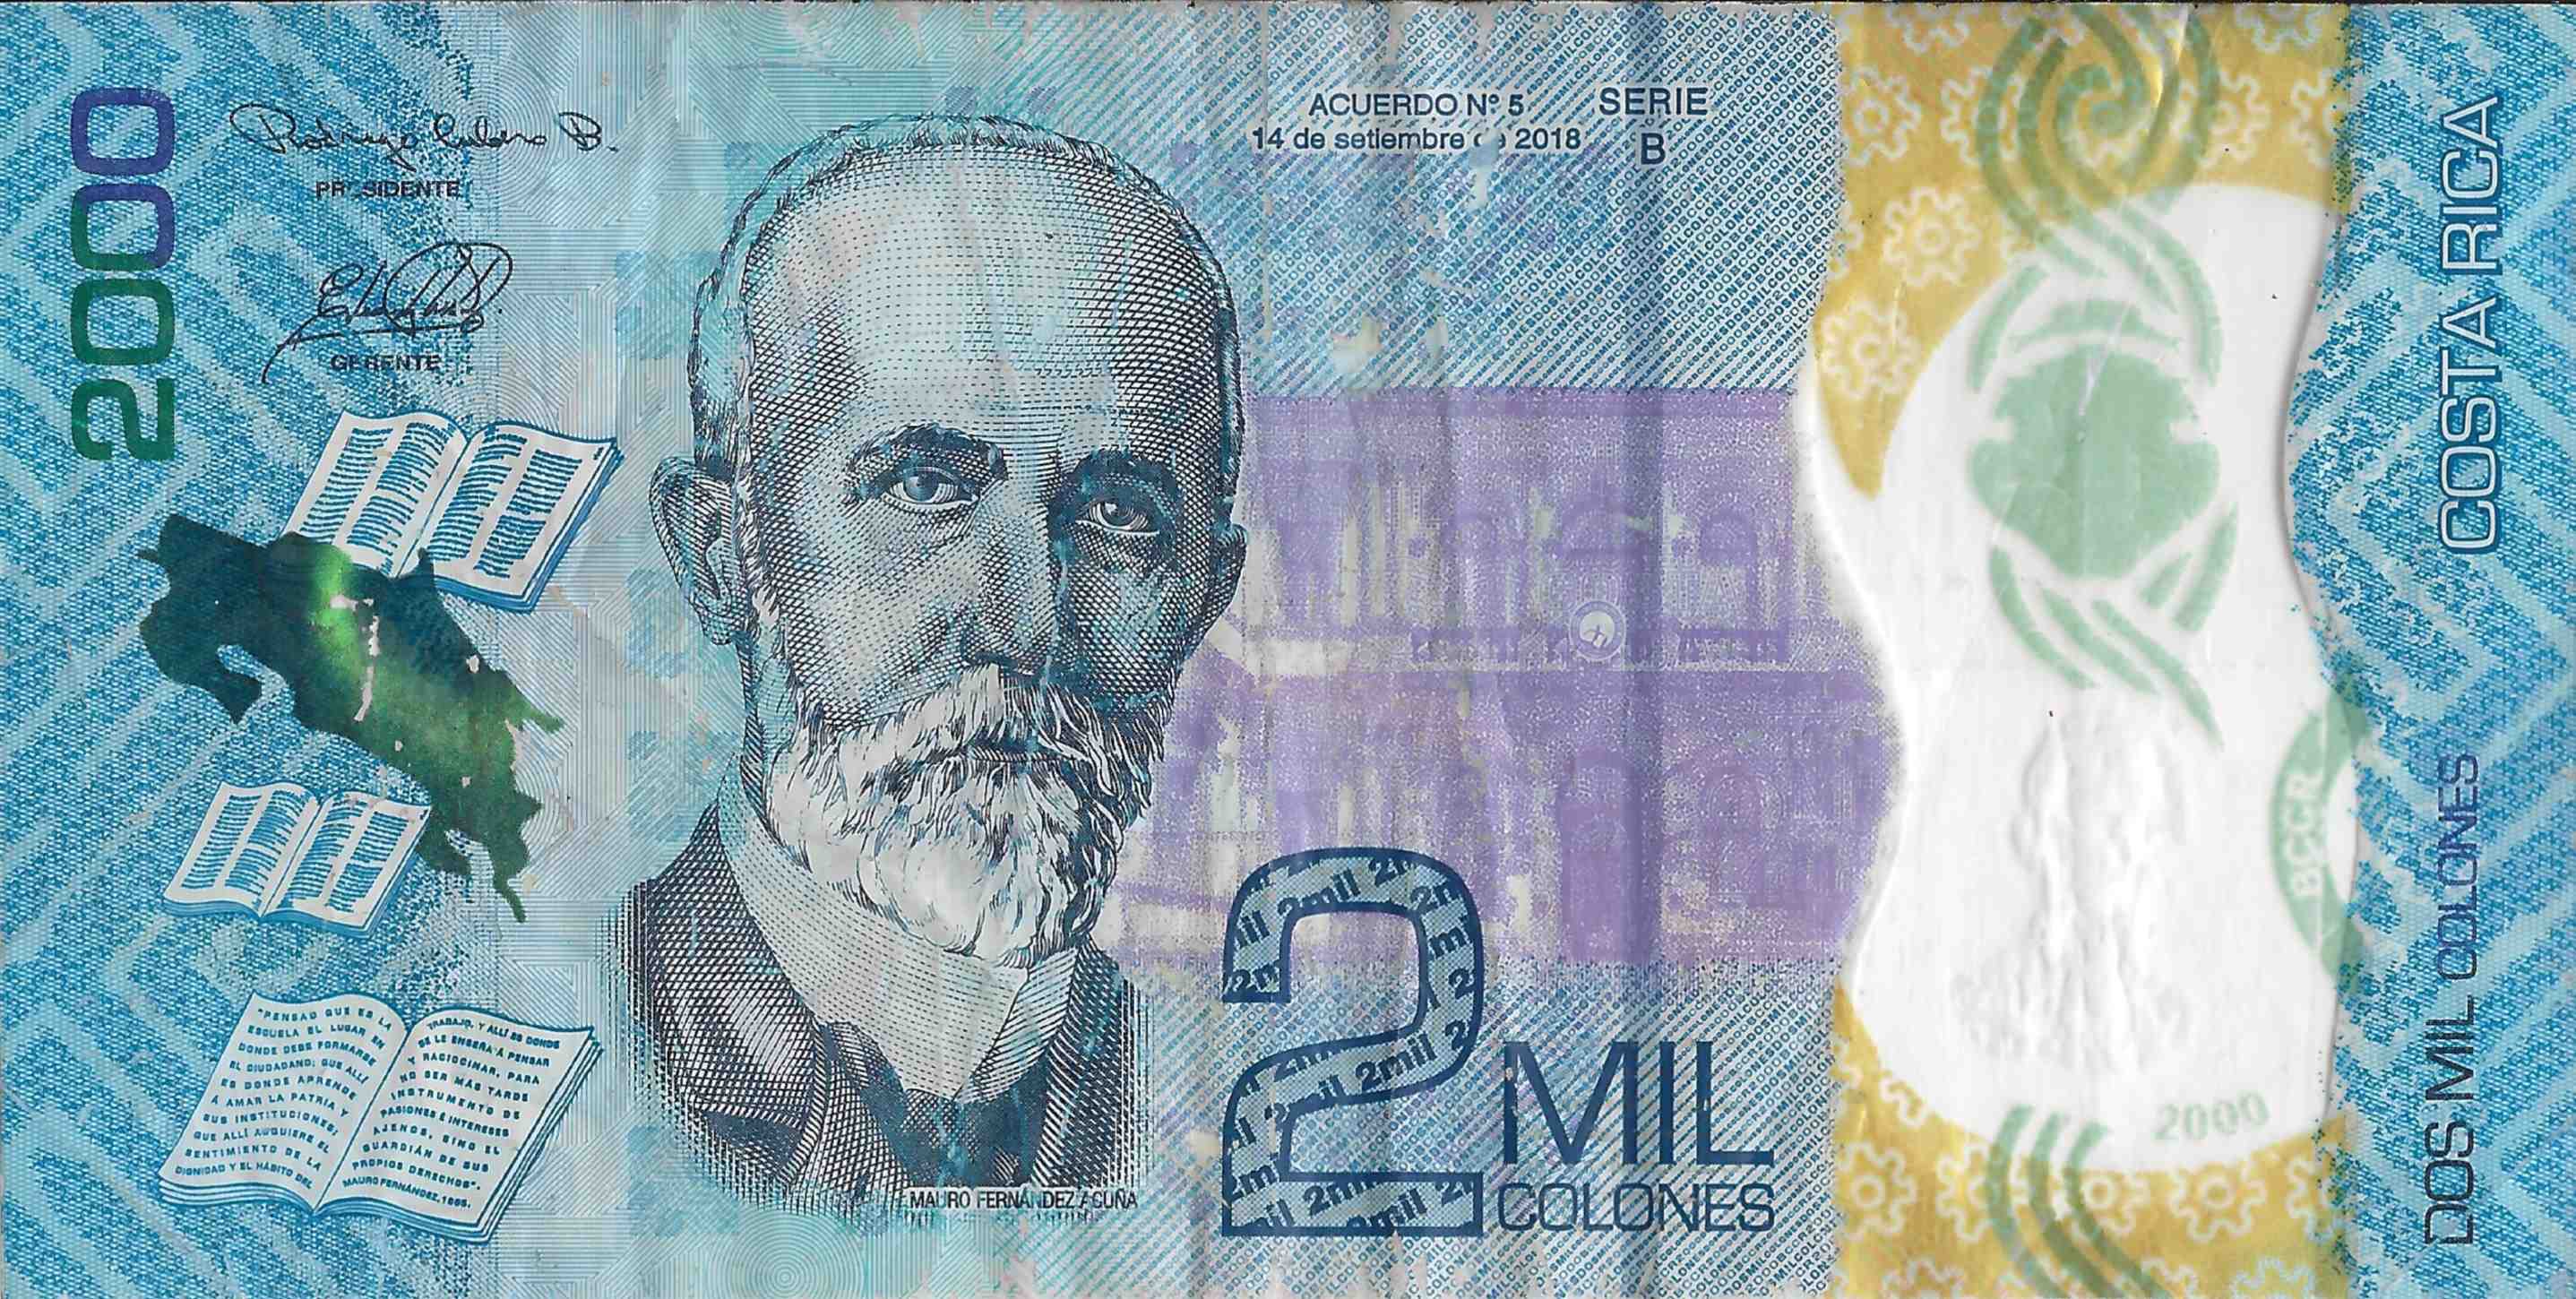 2000
Rodrigo Cubero B.
PRESIDENTE
GERENTE
ACUERDO Nº 5
14 de setiembre de 2018
SERIE
B
"PENSAD QUE ES LA
ESCUELA EL LUGAR EN
DONDE DEBE FORMARSE
EL CIUDADANO; QUE ALLI
ES DONDE APRENDE
Á AMAR LA PATRIA Y
SUS INSTITUCIONES;
QUE ALLÍ ADQUIERE EL
SENTIMIENTO DE LA
DIGNIDAD Y EL HÁBITO DEL
TRABAJO, Y ALLÍ ES DONDE
SE LE ENSEÑA Á PENSAR
Y RACIOCINAR, PARA
NO SER MÁS TARDE
INSTRUMENTO DE
PASIONES É INTERESES
AJENOS, SINO EL
GUARDIÁN DE SUS
PROPIOS DERECHOS".
MAURO FERNÁNDEZ, 1885.
MAURO FERNÁNDEZ ACUÑA
2
MIL
COLONES
BCCR
2000
COSTA RICA
DOS MIL COLONES